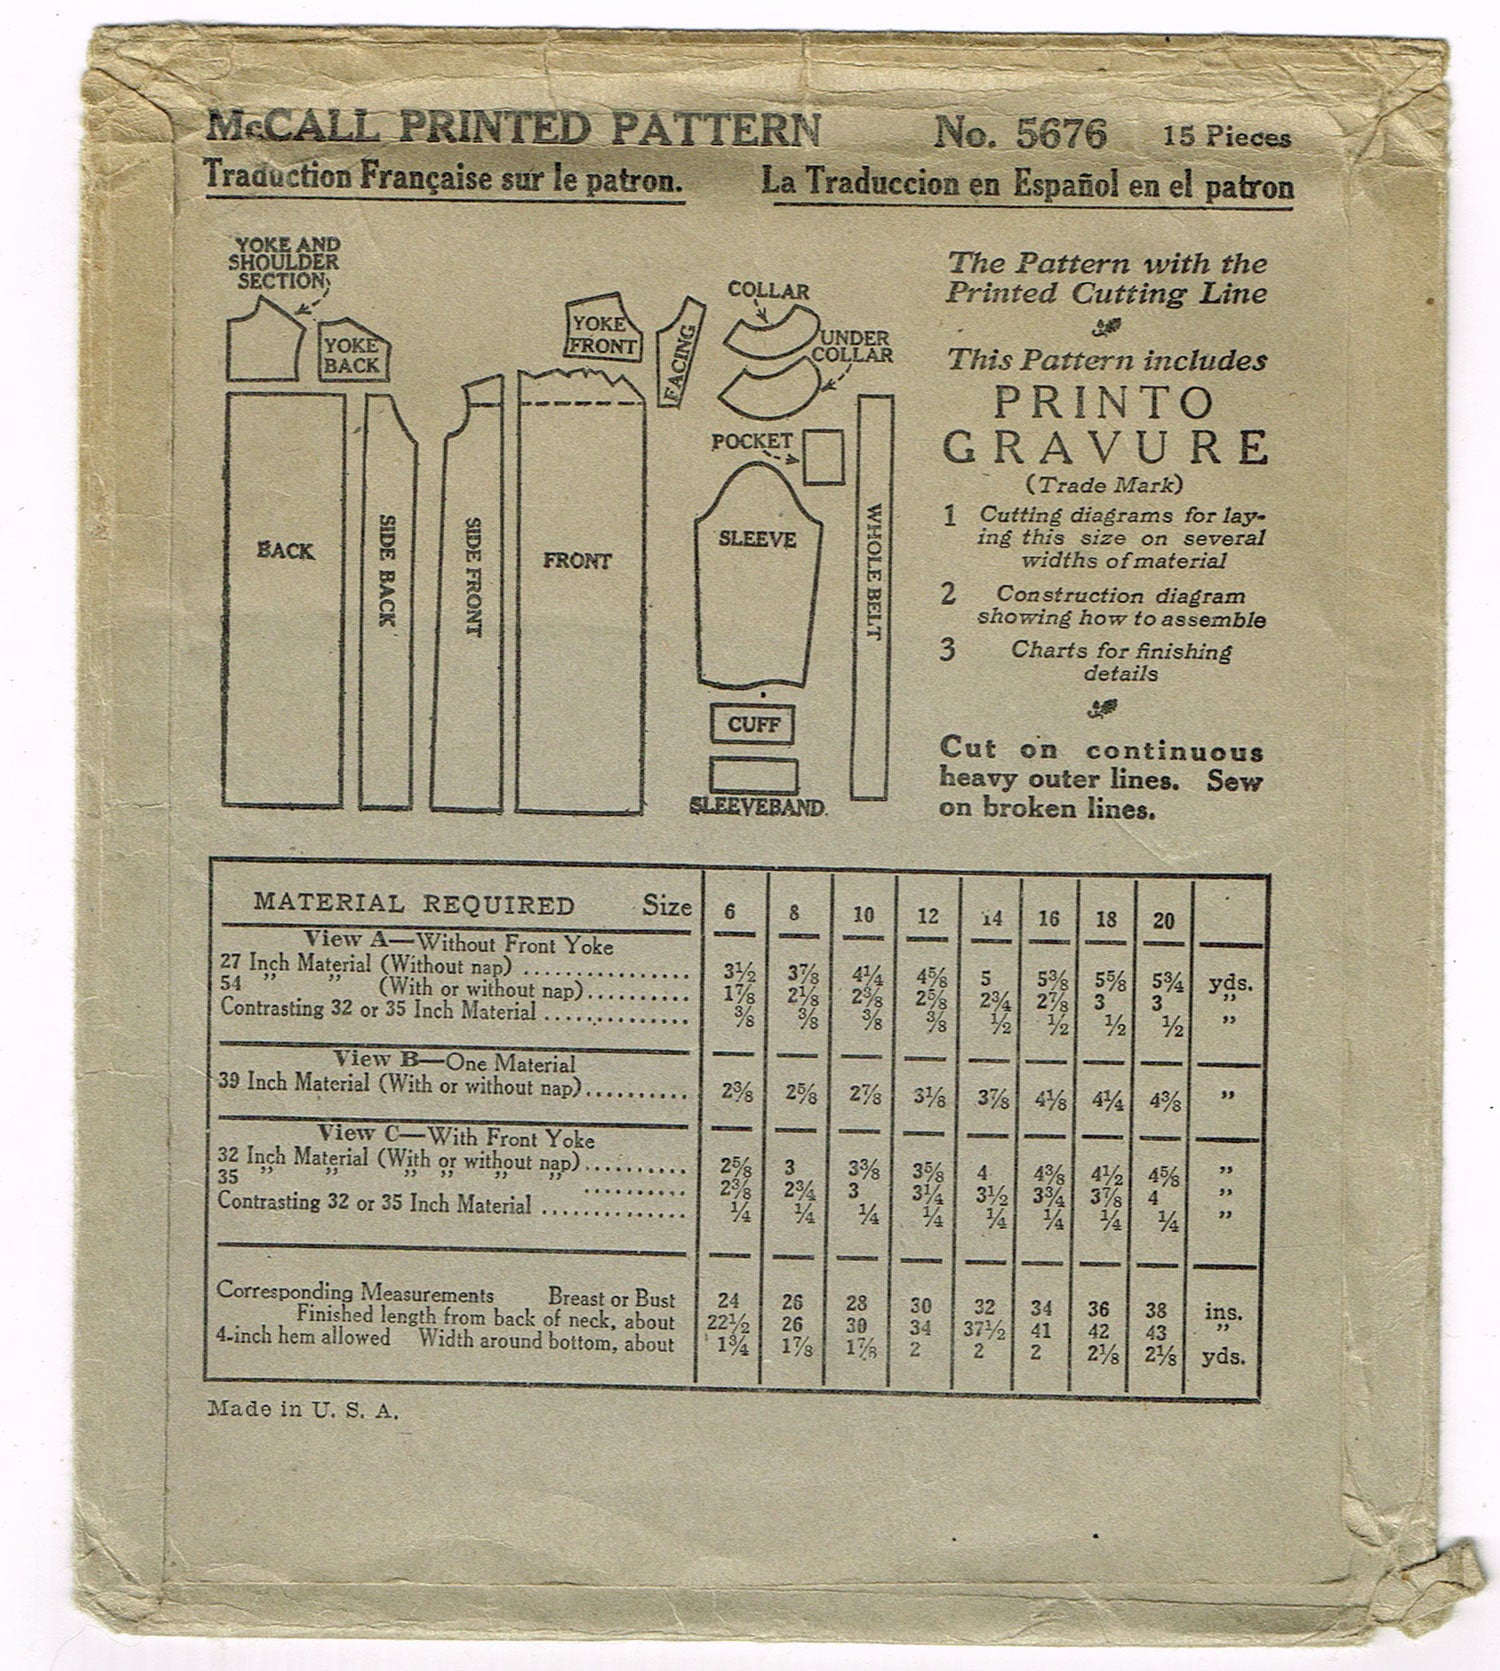 McCALL PRINTED PATTERN No. 5676 15 Pieces
Traduction Française sur le patron. La Traduccion en Español en el patron
YOKE AND
SHOULDER
SECTION
YOKE
BACK
YOKE
FRONT
FACING
COLLAR
UNDER
COLLAR
POCKET
BACK
SIDE BACK
SIDE FRONT
FRONT
SLEEVE
WHOLE BELT
CUFF
SLEEVEBAND.
The Pattern with the
Printed Cutting Line
This Pattern includes
PRINTO
GRAVURE
(Trade Mark)
1 Cutting diagrams for lay-
ing this size on several
widths of material
2 Construction diagram
showing how to assemble
3 Charts for finishing
details
Cut on continuous
heavy outer lines. Sew
on broken lines.
MATERIAL REQUIRED Size 6 8 10 12 14 16 18 20
View A—Without Front Yoke
27 Inch Material (Without nap) ................ 3½ 3⅞ 4¼ 4⅝ 5 5⅜ 5⅝ 5¾ yds.
54 " " (With or without nap).......... 1⅞ 2⅛ 2⅜ 2⅝ 2¾ 2⅞ 3 3 "
Contrasting 32 or 35 Inch Material .............. ⅜ ⅜ ⅜ ⅜ ½ ½ ½ ½ "
View B—One Material
39 Inch Material (With or without nap).......... 2⅜ 2⅝ 2⅞ 3⅛ 3⅞ 4⅛ 4¼ 4⅜ "
View C—With Front Yoke
32 Inch Material (With or without nap).......... 2⅝ 3 3⅜ 3⅝ 4 4⅜ 4½ 4⅝ "
35 " " " " " .......... 2⅜ 2¾ 3 3¼ 3½ 3¾ 3⅞ 4 "
Contrasting 32 or 35 Inch Material .............. ¼ ¼ ¼ ¼ ¼ ¼ ¼ ¼ "
Corresponding Measurements Breast or Bust 24 26 28 30 32 34 36 38 ins.
Finished length from back of neck, about 22½ 26 30 34 37½ 41 42 43 "
4-inch hem allowed Width around bottom, about 1¾ 1⅞ 1⅞ 2 2 2 2⅛ 2⅛ yds.
Made in U. S. A.